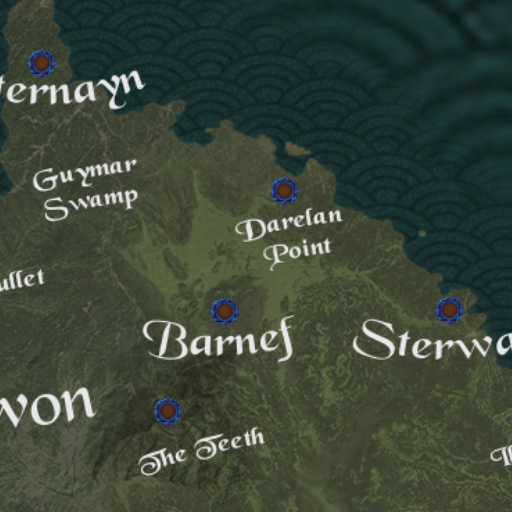 ternayn
Guymar
Swamp
Darelan
Point
ullet
Barnef
Sterwa
won
The Teeth